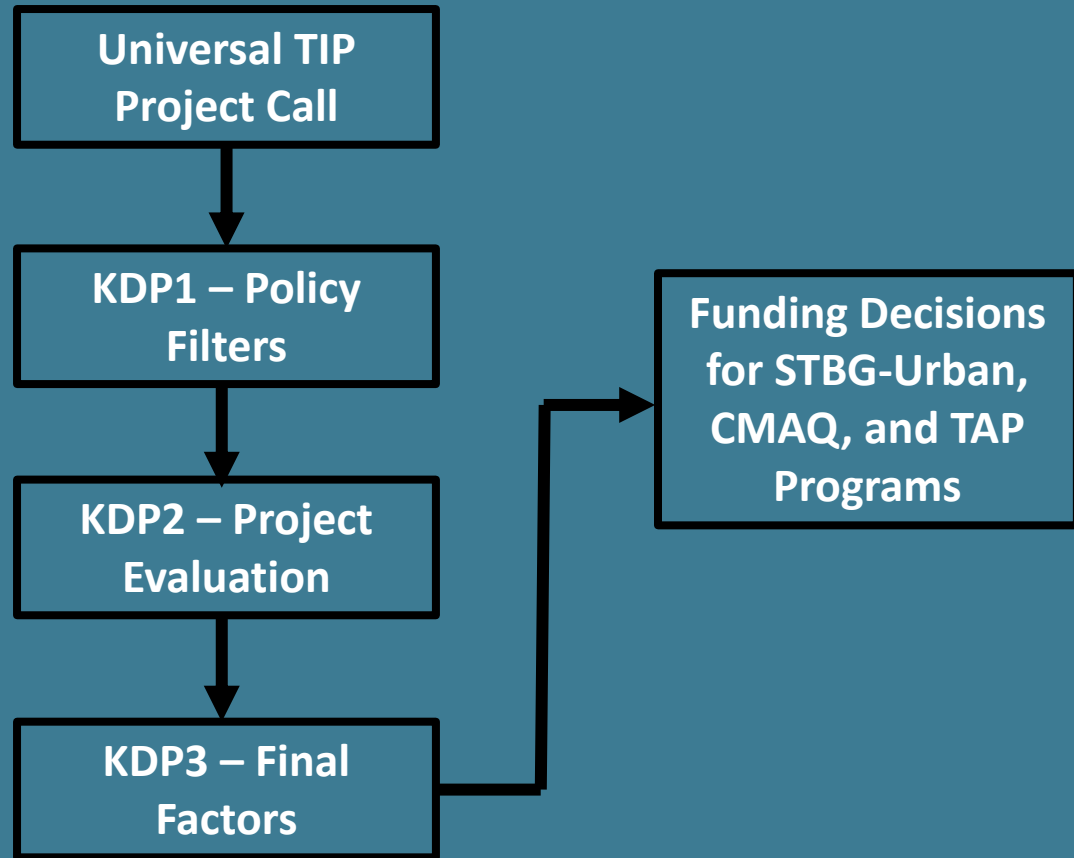 Universal TIP
Project Call
KDP1 – Policy
Filters
KDP2 – Project
Evaluation
KDP3 – Final
Factors
Funding Decisions
for STBG-Urban,
CMAQ, and TAP
Programs